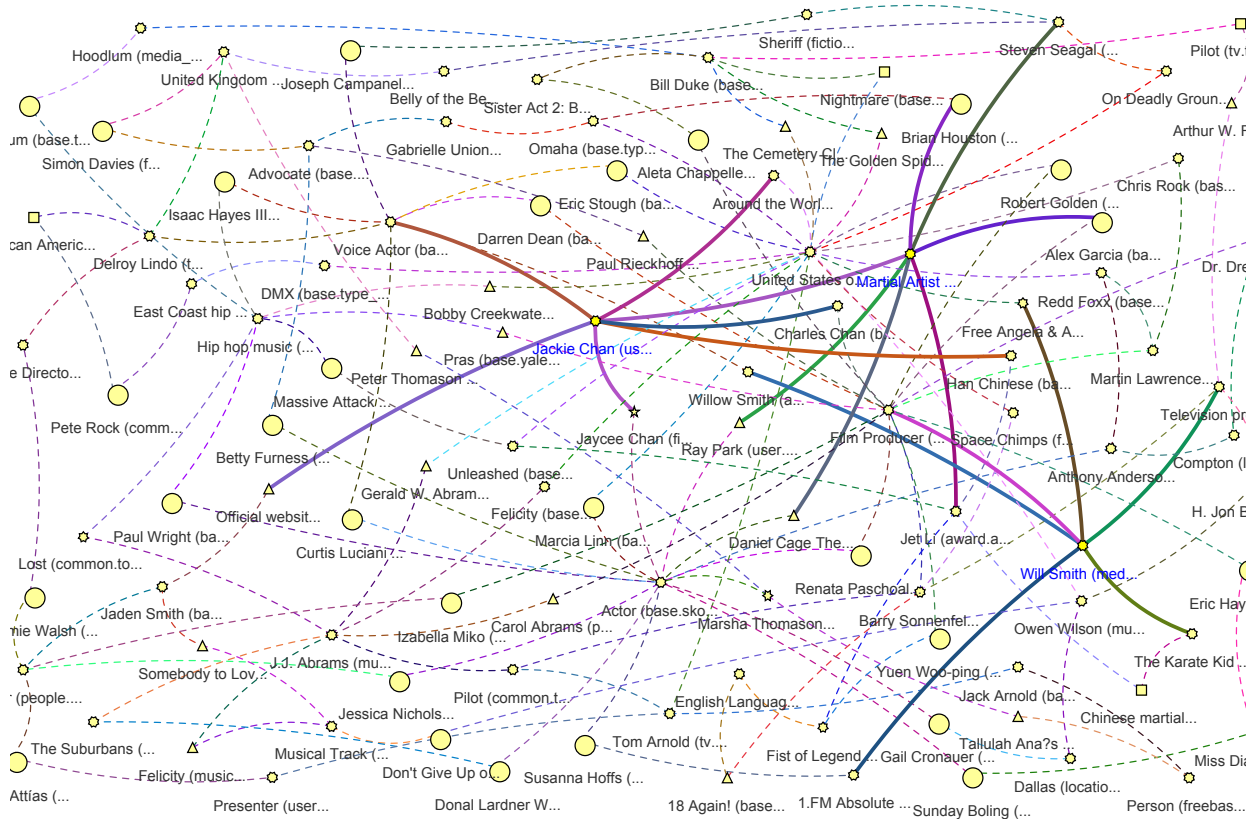 Sheriff (fictio...
Steven Seagal (...
Pilot (tv.t
Hoodlum (media_...
United Kingdom ...
Joseph Campanel...
Bill Duke (base...
Belly of the Be...
Sister Act 2: B...
Nightmare (base...
On Deadly Groun...
um (base.t...
Simon Davies (f...
Gabrielle Union...
Omaha (base.typ...
Brian Houston (...
Arthur W. F
The Cemetery Cl...
The Golden Spid...
Advocate (base...
Aleta Chappelle...
Chris Rock (bas...
Isaac Hayes III...
Eric Stough (ba...
Around the Worl...
Robert Golden (...
can Americ...
Voice Actor (ba...
Darren Dean (ba...
Delroy Lindo (t...
Paul Rieckhoff ...
Alex Garcia (ba...
Dr. Dre
DMX (base.type_...
United States o...
Martial Artist ...
East Coast hip ...
Bobby Creekwate...
Redd Foxx (base...
Charles Chan (b...
Free Angela & A...
Hip hop music (...
Pras (base.yale...
Jackie Chan (us...
e Directo...
Peter Thomason ...
Han Chinese (ba...
Martin Lawrence...
Massive Attack ...
Willow Smith (a...
Television pr
Pete Rock (comm...
Jaycee Chan (fi...
Film Producer (...
Space Chimps (f...
Ray Park (user....
Betty Furness (...
Unleashed (base...
Anthony Anderso...
Compton (l
Gerald W. Abram...
Official websit...
Felicity (base...
H. Jon B
Paul Wright (ba...
Marcia Linn (ba...
Daniel Cage The...
Jet Li (award.a...
Curtis Luciani ...
Lost (common.to...
Will Smith (med...
Renata Paschoal...
Jaden Smith (ba...
Actor (base.sko...
Marsha Thomason...
Eric Hay
nie Walsh (...
Izabella Miko (...
Carol Abrams (p...
Barry Sonnenfel...
Owen Wilson (mu...
J.J. Abrams (mu...
The Karate Kid ...
Somebody to Lov...
Yuen Woo-ping (...
r (people....
Pilot (common.t...
English Languag...
Jack Arnold (ba...
Jessica Nichols...
Chinese martial...
The Suburbans (...
Musical Track (...
Tom Arnold (tv....
Tallulah Ana?s ...
Fist of Legend ...
Gail Cronauer (...
Miss Dia
Felicity (music...
Don't Give Up o...
Susanna Hoffs (...
Dallas (locatio...
Attías (...
Presenter (user...
Donal Lardner W...
18 Again! (base...
1.FM Absolute ...
Sunday Boling (...
Person (freebas...